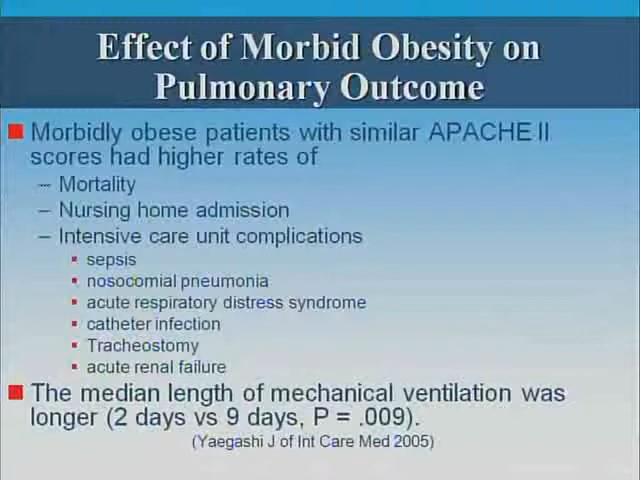 Effect of Morbid Obesity on
Pulmonary Outcome
■ Morbidly obese patients with similar APACHE II
scores had higher rates of
– Mortality
– Nursing home admission
– Intensive care unit complications
▪ sepsis
▪ nosocomial pneumonia
▪ acute respiratory distress syndrome
▪ catheter infection
▪ Tracheostomy
▪ acute renal failure
■ The median length of mechanical ventilation was
longer (2 days vs 9 days, P = .009).
(Yaegashi J of Int Care Med 2005)